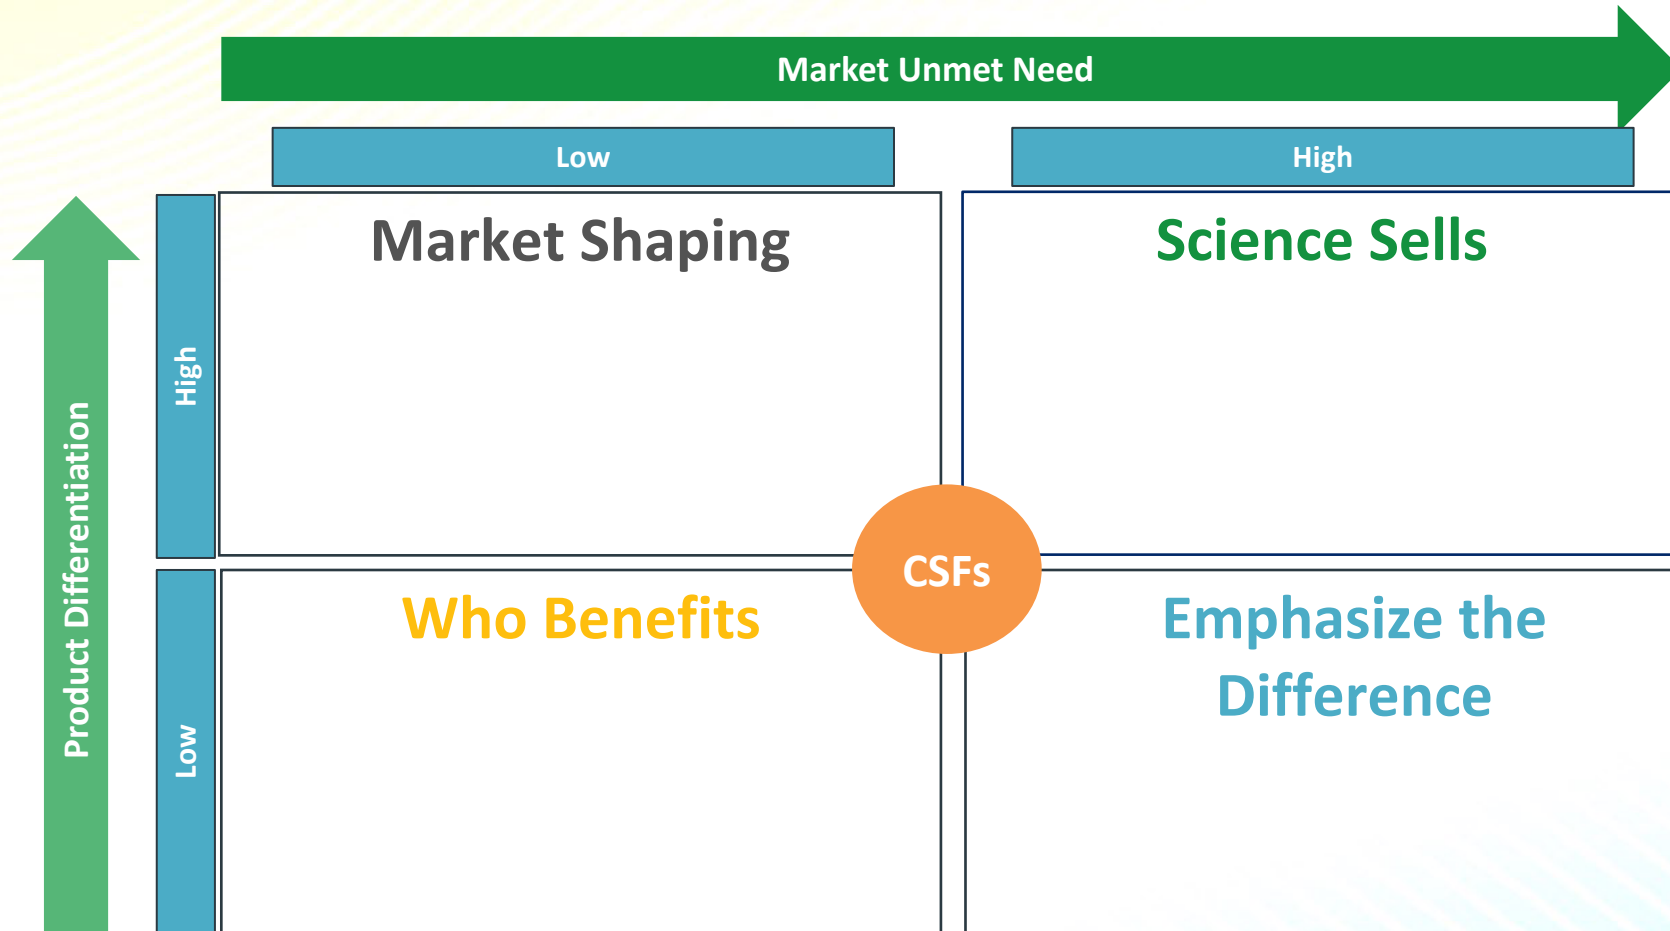 Market Unmet Need
Low
High
Market Shaping
Science Sells
High
Product Differentiation
CSFs
Who Benefits
Emphasize the
Difference
Low